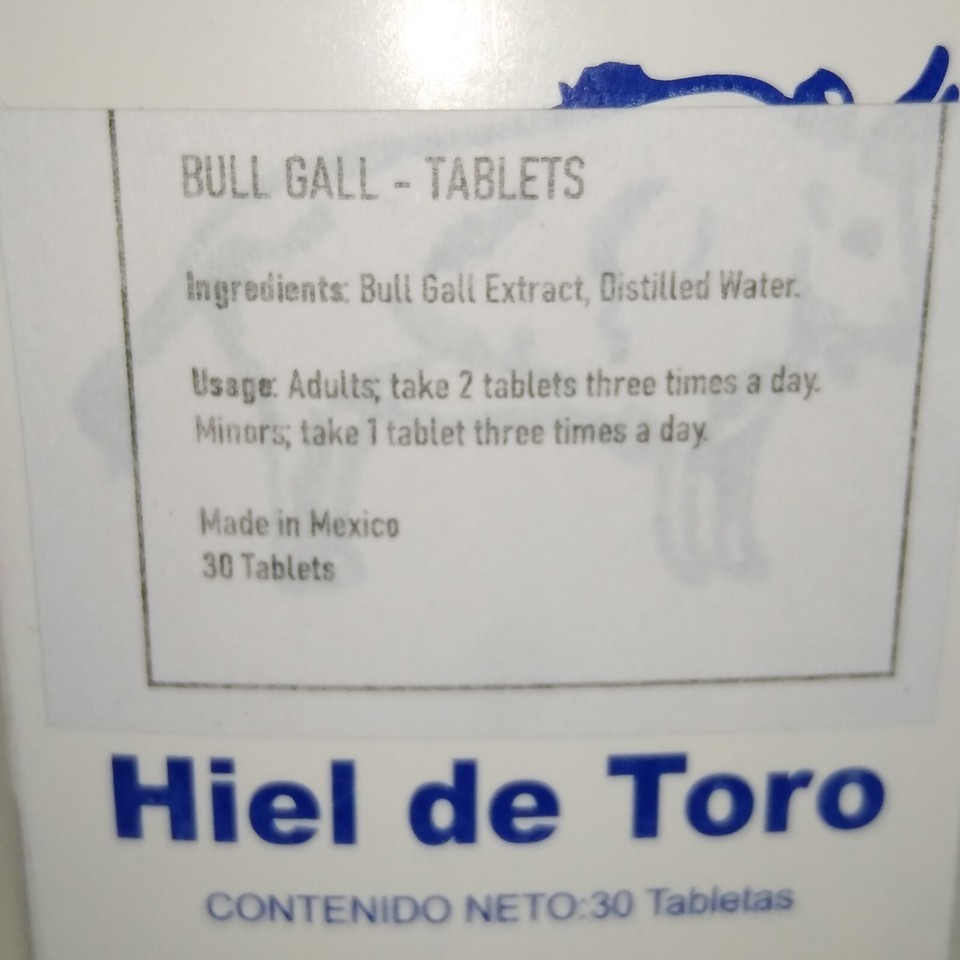 BULL GALL - TABLETS
Ingredients: Bull Gall Extract, Distilled Water.
Usage: Adults; take 2 tablets three times a day.
Minors; take 1 tablet three times a day.
Made in Mexico
30 Tablets
Hiel de Toro
CONTENIDO NETO:30 Tabletas